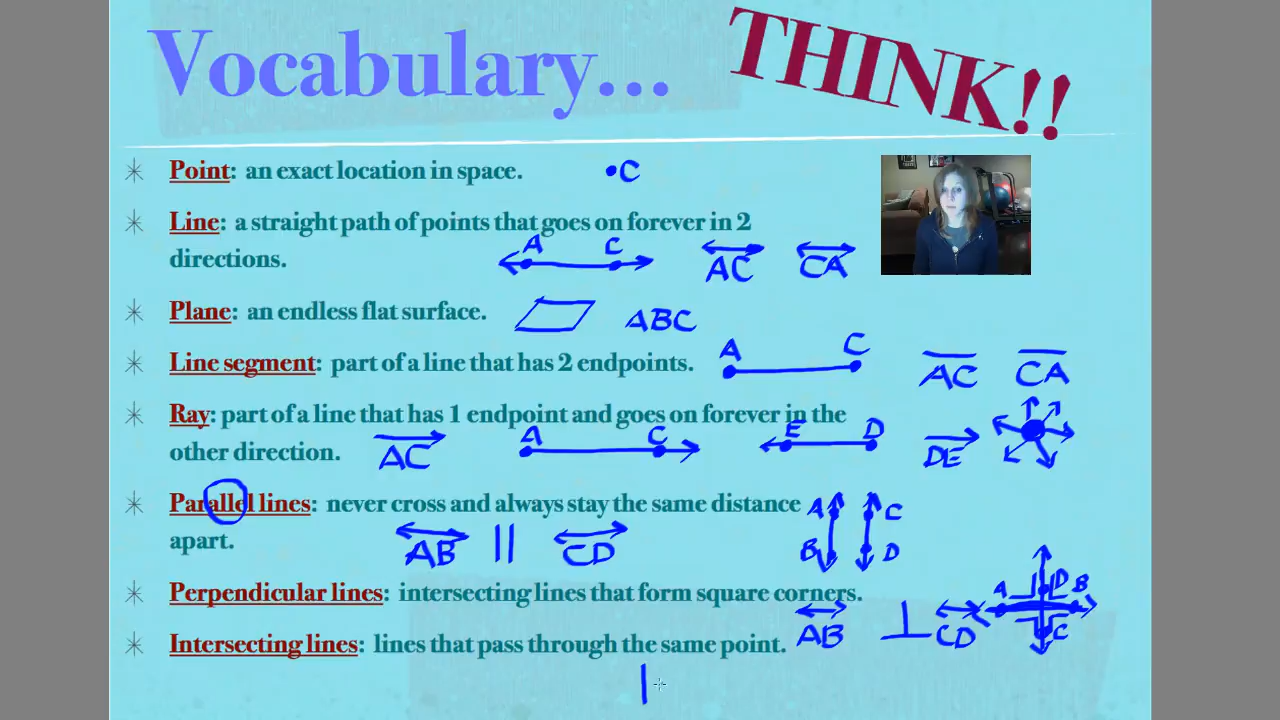 Vocabulary...
THINK!!
Point: an exact location in space.
C
Line: a straight path of points that goes on forever in 2
directions.
A C AC CA
Plane: an endless flat surface.
ABC
Line segment: part of a line that has 2 endpoints.
A C AC CA
Ray: part of a line that has 1 endpoint and goes on forever in the
other direction.
AC A C E D DE
Parallel lines: never cross and always stay the same distance
apart.
AB || CD
A C
B D
Perpendicular lines: intersecting lines that form square corners.
A D B
C
AB ⊥ CD
Intersecting lines: lines that pass through the same point.